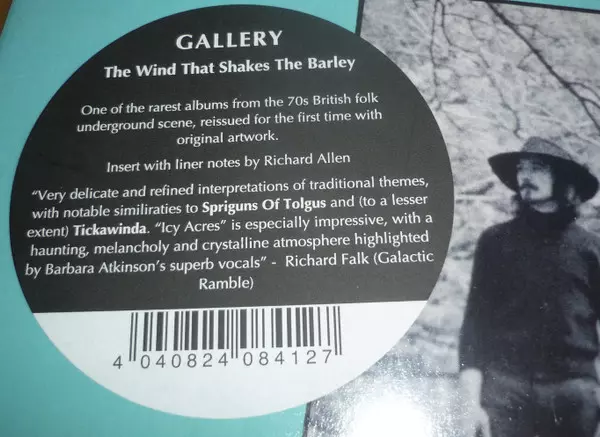 GALLERY
The Wind That Shakes The Barley
One of the rarest albums from the 70s British folk
underground scene, reissued for the first time with
original artwork.
Insert with liner notes by Richard Allen
“Very delicate and refined interpretations of traditional themes,
with notable similiraties to Spriguns Of Tolgus and (to a lesser
extent) Tickawinda. “Icy Acres” is especially impressive, with a
haunting, melancholy and crystalline atmosphere highlighted
by Barbara Atkinson’s superb vocals” - Richard Falk (Galactic
Ramble)
4 040824 084127